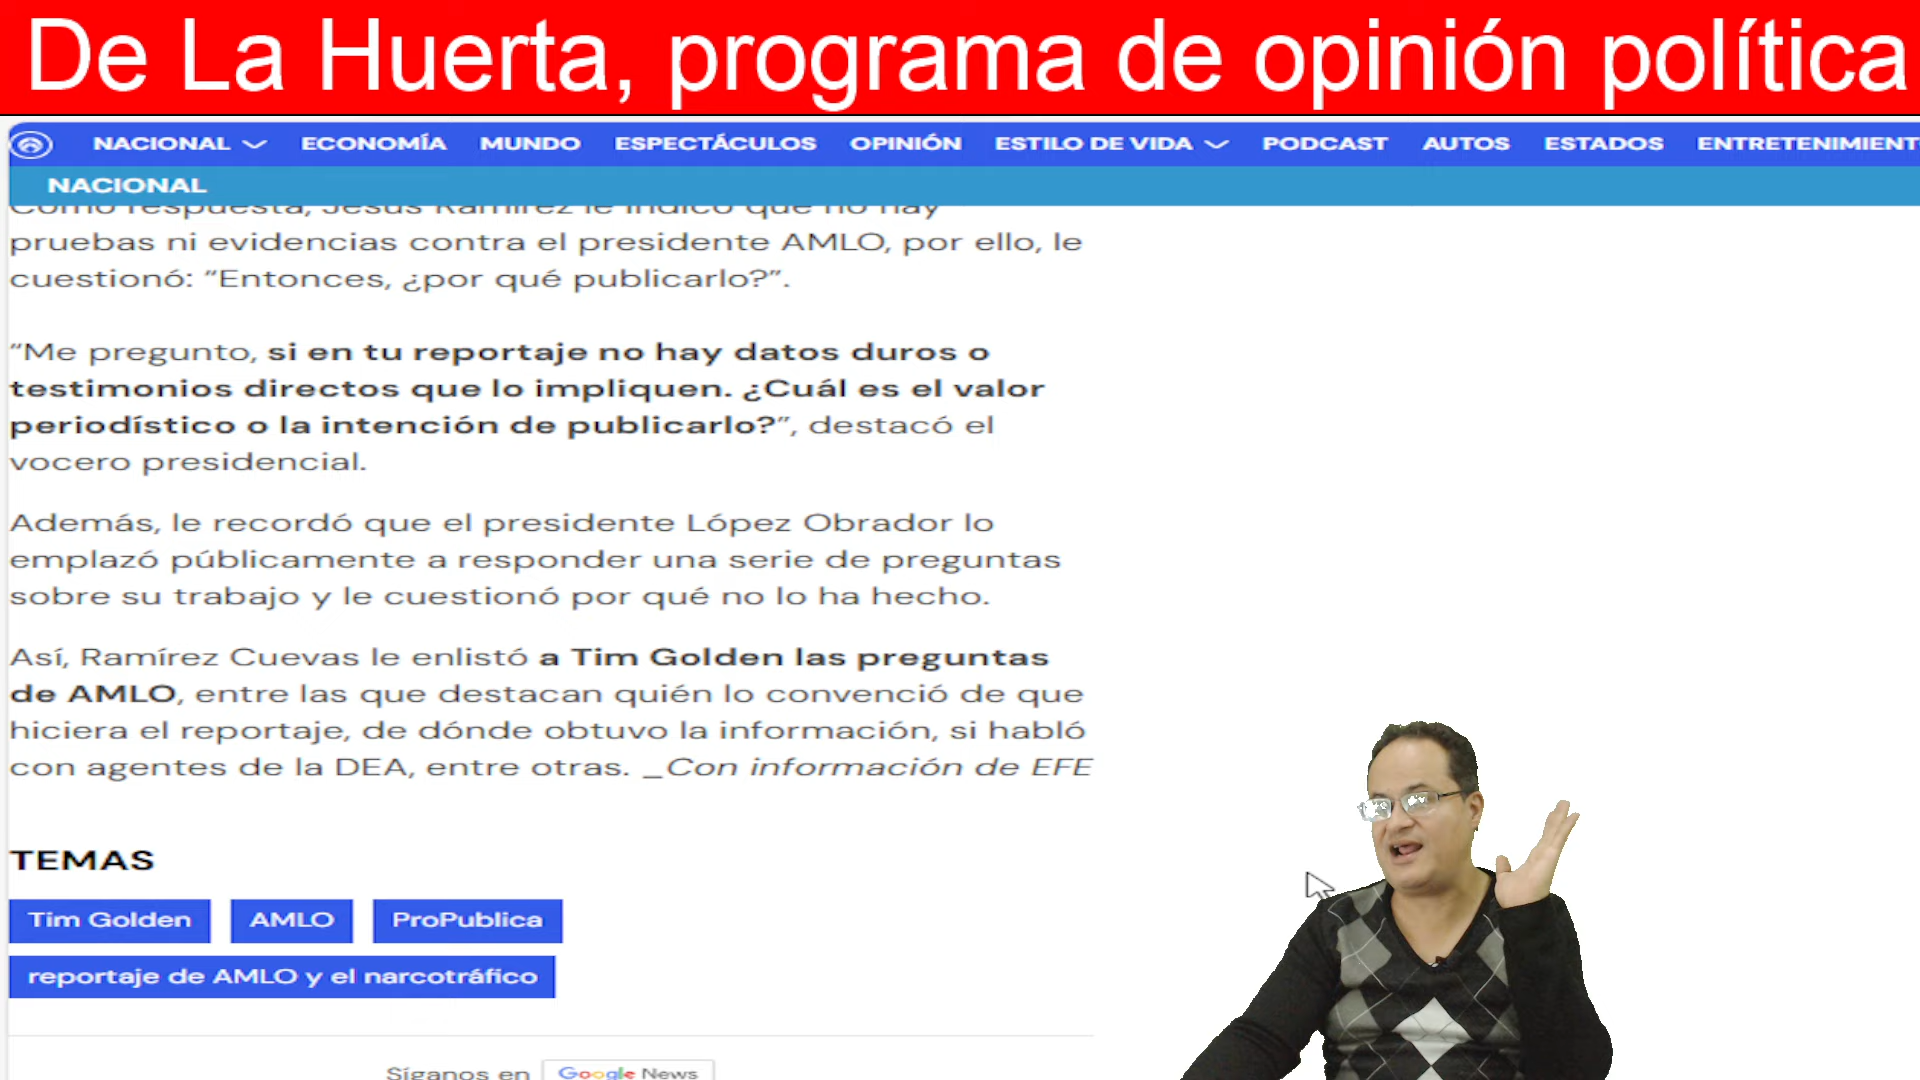 De La Huerta, programa de opinión política
NACIONAL ECONOMÍA MUNDO ESPECTÁCULOS OPINIÓN ESTILO DE VIDA PODCAST AUTOS ESTADOS ENTRETENIMIENT
NACIONAL
Como respuesta, Jesús Ramírez le indicó que no hay
pruebas ni evidencias contra el presidente AMLO, por ello, le
cuestionó: “Entonces, ¿por qué publicarlo?”.
“Me pregunto, si en tu reportaje no hay datos duros o
testimonios directos que lo impliquen. ¿Cuál es el valor
periodístico o la intención de publicarlo?”, destacó el
vocero presidencial.
Además, le recordó que el presidente López Obrador lo
emplazó públicamente a responder una serie de preguntas
sobre su trabajo y le cuestionó por qué no lo ha hecho.
Así, Ramírez Cuevas le enlistó a Tim Golden las preguntas
de AMLO, entre las que destacan quién lo convenció de que
hiciera el reportaje, de dónde obtuvo la información, si habló
con agentes de la DEA, entre otras. _Con información de EFE
TEMAS
Tim Golden AMLO ProPublica
reportaje de AMLO y el narcotráfico
Síganos en Google News